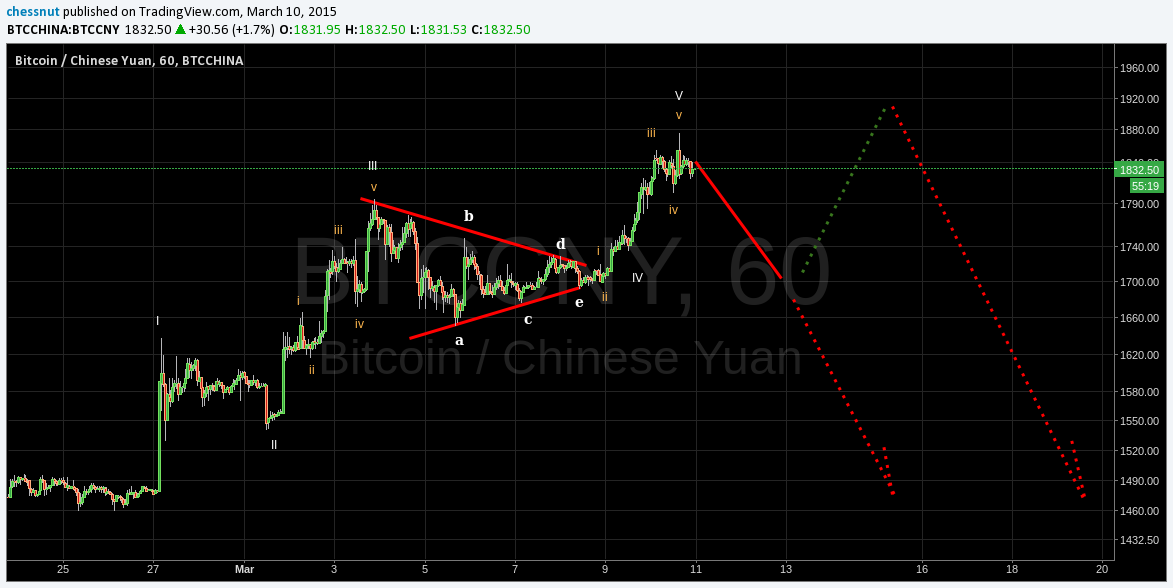 chessnut published on TradingView.com, March 10, 2015
BTCCHINA:BTCCNY 1832.50 ▲ +30.56 (+1.7%) O:1831.95 H:1832.50 L:1831.53 C:1832.50
Bitcoin / Chinese Yuan, 60, BTCCHINA
BTCCNY, 60
Bitcoin / Chinese Yuan
I
II
i
ii
iii
iv
III
v
a
b
c
d
e
i
ii
IV
iii
iv
V
v
1960.00
1920.00
1880.00
1840.00
1832.50
55:19
1790.00
1740.00
1700.00
1660.00
1620.00
1580.00
1550.00
1520.00
1490.00
1460.00
1432.50
25 27 Mar 3 5 7 9 11 13 16 18 20